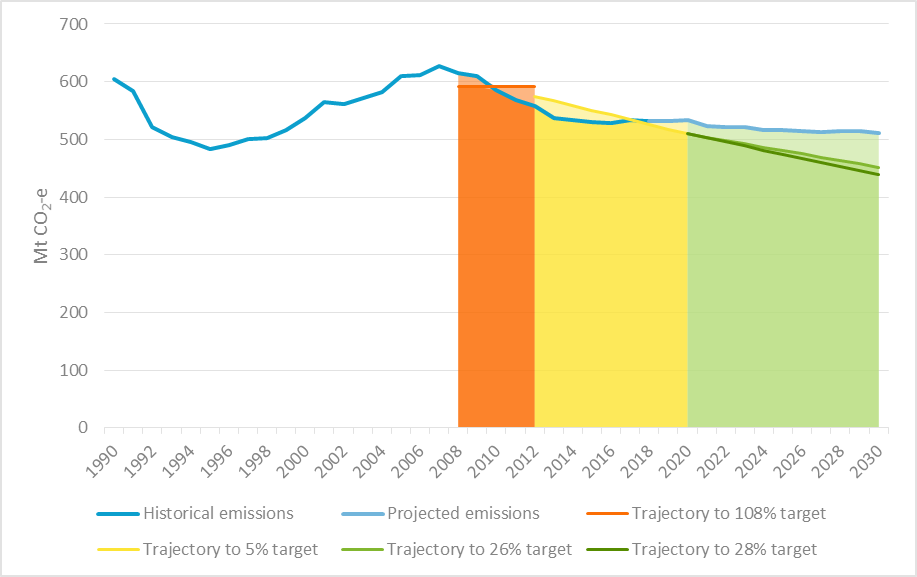 700
600
500
400
300
200
100
0
Mt CO₂-e
1990 1992 1994 1996 1998 2000 2002 2004 2006 2008 2010 2012 2014 2016 2018 2020 2022 2024 2026 2028 2030
Historical emissions Projected emissions Trajectory to 108% target
Trajectory to 5% target Trajectory to 26% target Trajectory to 28% target